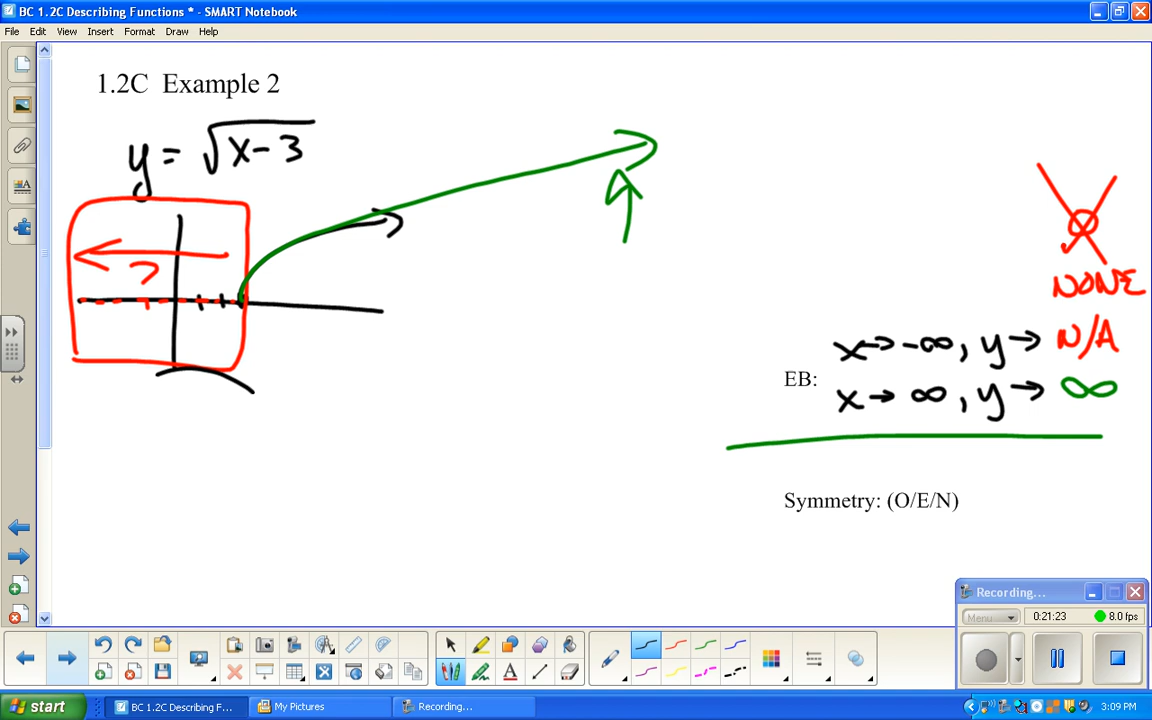 BC 1.2C Describing Functions * - SMART Notebook
File Edit View Insert Format Draw Help
1.2C Example 2
y = √x-3
?
NONE
x→ -∞, y→ N/A
EB:
x→ ∞, y→ ∞
Symmetry: (O/E/N)
Recording...
Menu 0:21:23 8.0 fps
start BC 1.2C Describing F... My Pictures Recording... 3:09 PM